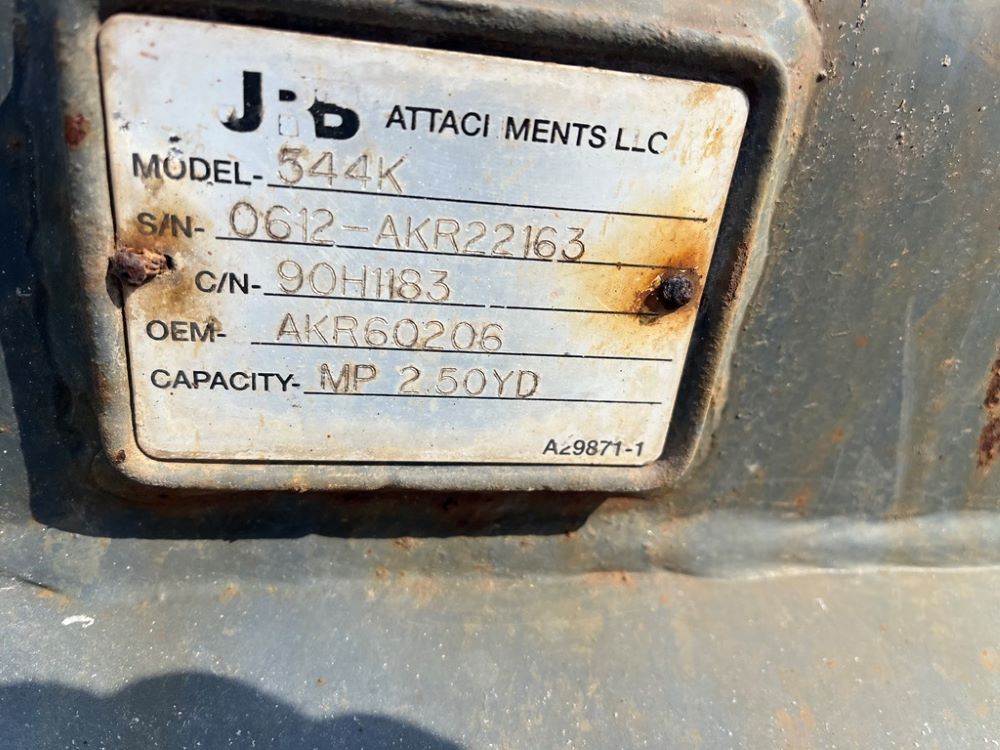 JRB ATTACHMENTS LLC
MODEL- 544K
S/N- 0612-AKR22163
C/N- 90H1183
OEM- AKR60206
CAPACITY- MP 2.50YD
A29871-1